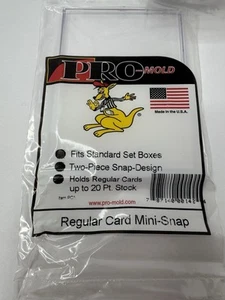 PRO MOLD
Made in the U.S.A.
Fits Standard Set Boxes
Two-Piece Snap-Design
Holds Regular Cards
up to 20 Pt. Stock
www.pro-mold.com
Regular Card Mini-Snap